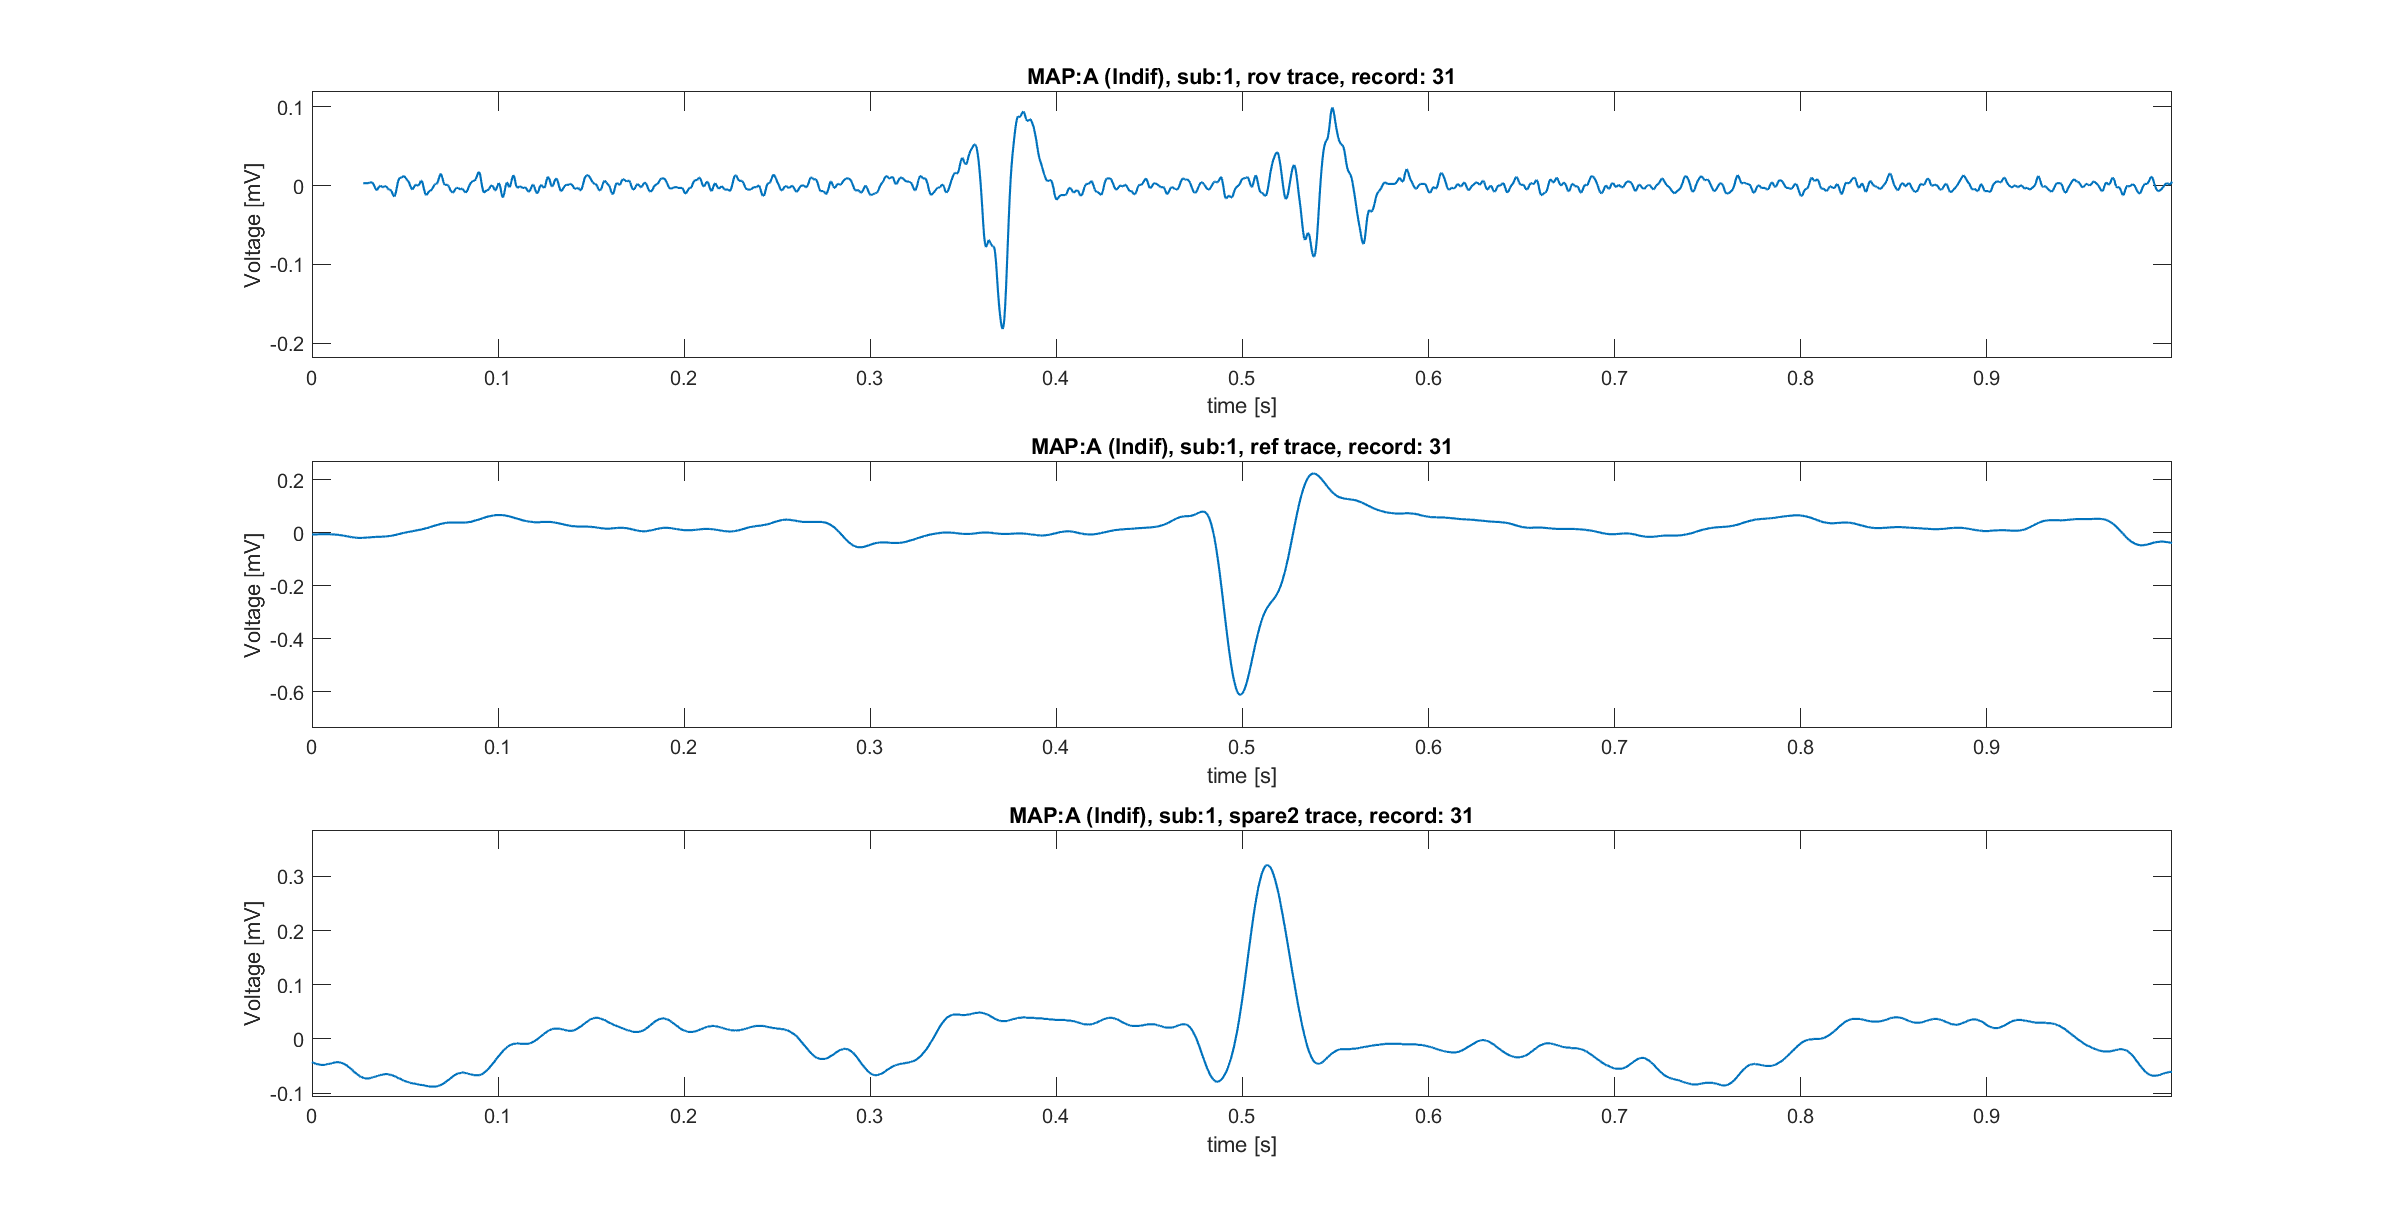 MAP:A (Indif), sub:1, rov trace, record: 31
0.1
0
-0.1
-0.2
Voltage [mV]
0 0.1 0.2 0.3 0.4 0.5 0.6 0.7 0.8 0.9
time [s]
MAP:A (Indif), sub:1, ref trace, record: 31
0.2
0
-0.2
-0.4
-0.6
Voltage [mV]
0 0.1 0.2 0.3 0.4 0.5 0.6 0.7 0.8 0.9
time [s]
MAP:A (Indif), sub:1, spare2 trace, record: 31
0.3
0.2
0.1
0
-0.1
Voltage [mV]
0 0.1 0.2 0.3 0.4 0.5 0.6 0.7 0.8 0.9
time [s]